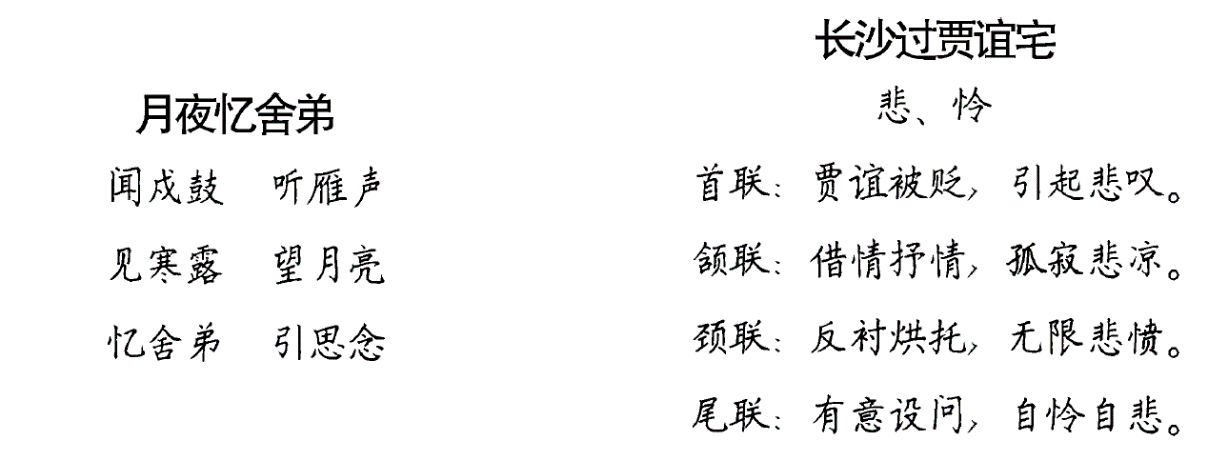 月夜忆舍弟
闻戍鼓 听雁声
见寒露 望月亮
忆舍弟 引思念
长沙过贾谊宅
悲、怜
首联：贾谊被贬，引起悲叹。
颔联：借情抒情，孤寂悲凉。
颈联：反衬烘托，无限悲愤。
尾联：有意设问，自怜自悲。